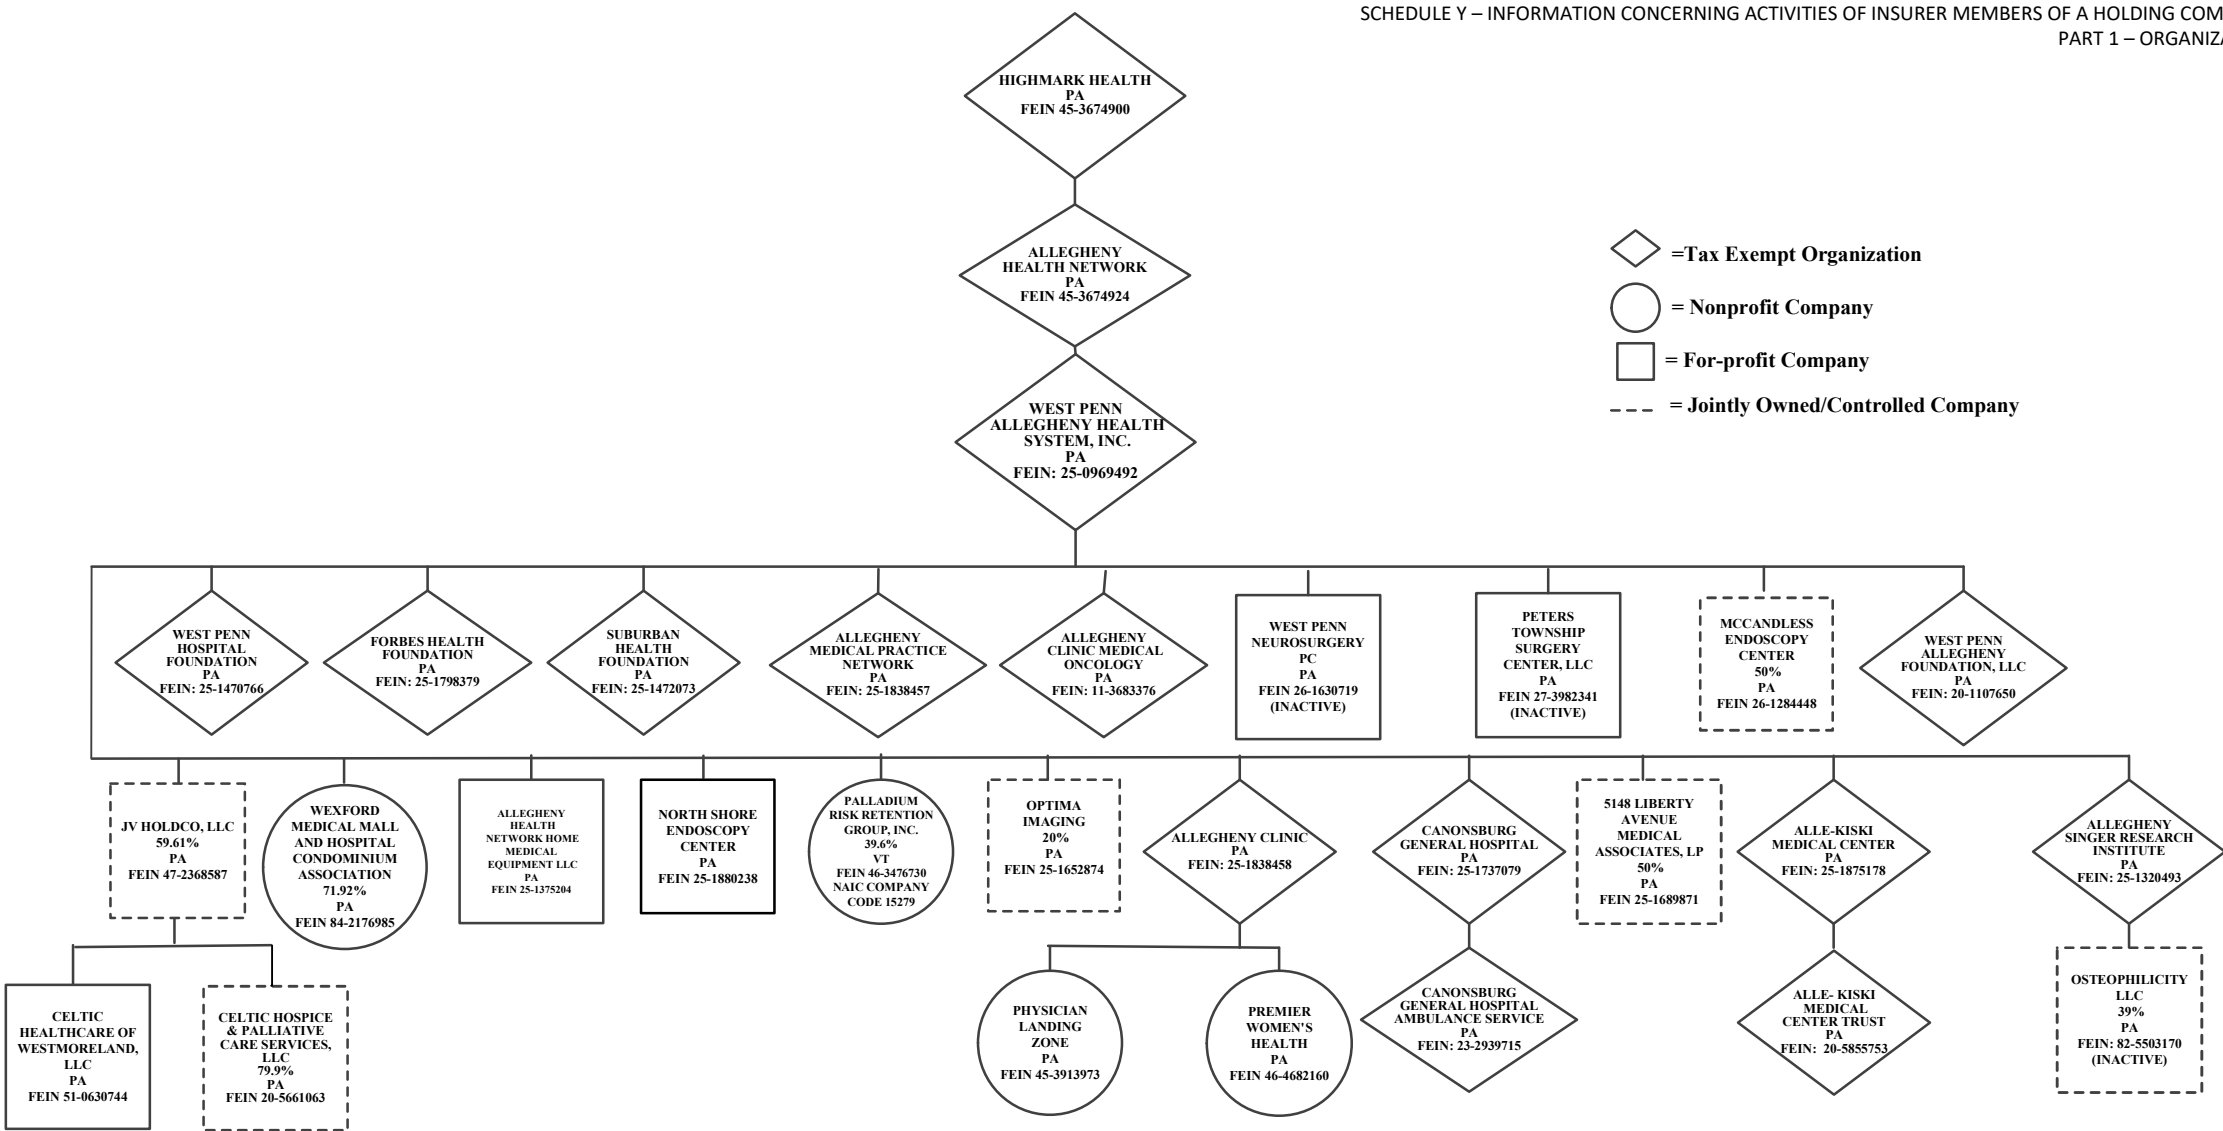 SCHEDULE Y – INFORMATION CONCERNING ACTIVITIES OF INSURER MEMBERS OF A HOLDING COM
PART 1 – ORGANIZA
HIGHMARK HEALTH
PA
FEIN 45-3674900
ALLEGHENY
HEALTH NETWORK
PA
FEIN 45-3674924
WEST PENN
ALLEGHENY HEALTH
SYSTEM, INC.
PA
FEIN: 25-0969492
=Tax Exempt Organization
= Nonprofit Company
= For-profit Company
= Jointly Owned/Controlled Company
WEST PENN
HOSPITAL
FOUNDATION
PA
FEIN: 25-1470766
FORBES HEALTH
FOUNDATION
PA
FEIN: 25-1798379
SUBURBAN
HEALTH
FOUNDATION
PA
FEIN: 25-1472073
ALLEGHENY
MEDICAL PRACTICE
NETWORK
PA
FEIN: 25-1838457
ALLEGHENY
CLINIC MEDICAL
ONCOLOGY
PA
FEIN: 11-3683376
WEST PENN
NEUROSURGERY
PC
PA
FEIN 26-1630719
(INACTIVE)
PETERS
TOWNSHIP
SURGERY
CENTER, LLC
PA
FEIN 27-3982341
(INACTIVE)
MCCANDLESS
ENDOSCOPY
CENTER
50%
PA
FEIN 26-1284448
WEST PENN
ALLEGHENY
FOUNDATION, LLC
PA
FEIN: 20-1107650
JV HOLDCO, LLC
59.61%
PA
FEIN 47-2368587
WEXFORD
MEDICAL MALL
AND HOSPITAL
CONDOMINIUM
ASSOCIATION
71.92%
PA
FEIN 84-2176985
ALLEGHENY
HEALTH
NETWORK HOME
MEDICAL
EQUIPMENT LLC
PA
FEIN 25-1375204
NORTH SHORE
ENDOSCOPY
CENTER
PA
FEIN 25-1880238
PALLADIUM
RISK RETENTION
GROUP, INC.
39.6%
VT
FEIN 46-3476730
NAIC COMPANY
CODE 15279
OPTIMA
IMAGING
20%
PA
FEIN 25-1652874
ALLEGHENY CLINIC
PA
FEIN: 25-1838458
CANONSBURG
GENERAL HOSPITAL
PA
FEIN: 25-1737079
5148 LIBERTY
AVENUE
MEDICAL
ASSOCIATES, LP
50%
PA
FEIN 25-1689871
ALLE-KISKI
MEDICAL CENTER
PA
FEIN: 25-1875178
ALLEGHENY
SINGER RESEARCH
INSTITUTE
PA
FEIN: 25-1320493
CELTIC
HEALTHCARE OF
WESTMORELAND,
LLC
PA
FEIN 51-0630744
CELTIC HOSPICE
& PALLIATIVE
CARE SERVICES,
LLC
79.9%
PA
FEIN 20-5661063
PHYSICIAN
LANDING
ZONE
PA
FEIN 45-3913973
PREMIER
WOMEN'S
HEALTH
PA
FEIN 46-4682160
CANONSBURG
GENERAL HOSPITAL
AMBULANCE SERVICE
PA
FEIN: 23-2939715
ALLE- KISKI
MEDICAL
CENTER TRUST
PA
FEIN: 20-5855753
OSTEOPHILICITY
LLC
39%
PA
FEIN: 82-5503170
(INACTIVE)